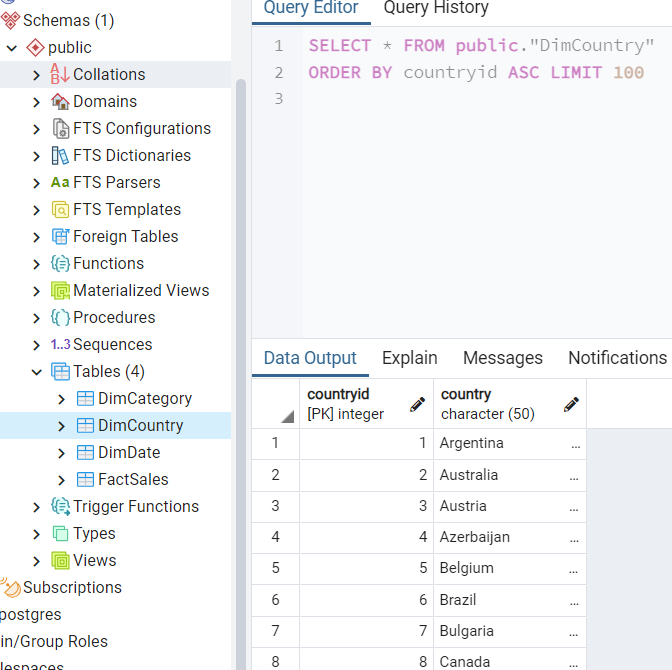 Schemas (1)
public
Collations
Domains
FTS Configurations
FTS Dictionaries
Aa FTS Parsers
FTS Templates
Foreign Tables
Functions
Materialized Views
Procedures
1..3 Sequences
Tables (4)
DimCategory
DimCountry
DimDate
FactSales
Trigger Functions
Types
Views
Subscriptions
postgres
in/Group Roles
Query Editor Query History
1 SELECT * FROM public."DimCountry"
2 ORDER BY countryid ASC LIMIT 100
3
Data Output Explain Messages Notifications
countryid country
[PK] integer character (50)
1 1 Argentina ...
2 2 Australia ...
3 3 Austria ...
4 4 Azerbaijan ...
5 5 Belgium ...
6 6 Brazil ...
7 7 Bulgaria ...
8 8 Canada ...